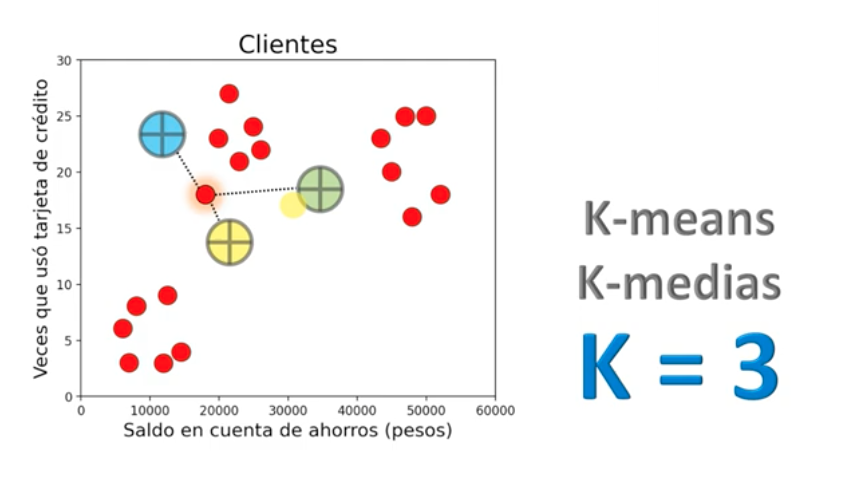 Clientes
Veces que usó tarjeta de crédito
30
25
20
15
10
5
0
0 10000 20000 30000 40000 50000 60000
Saldo en cuenta de ahorros (pesos)
K-means
K-medias
K = 3